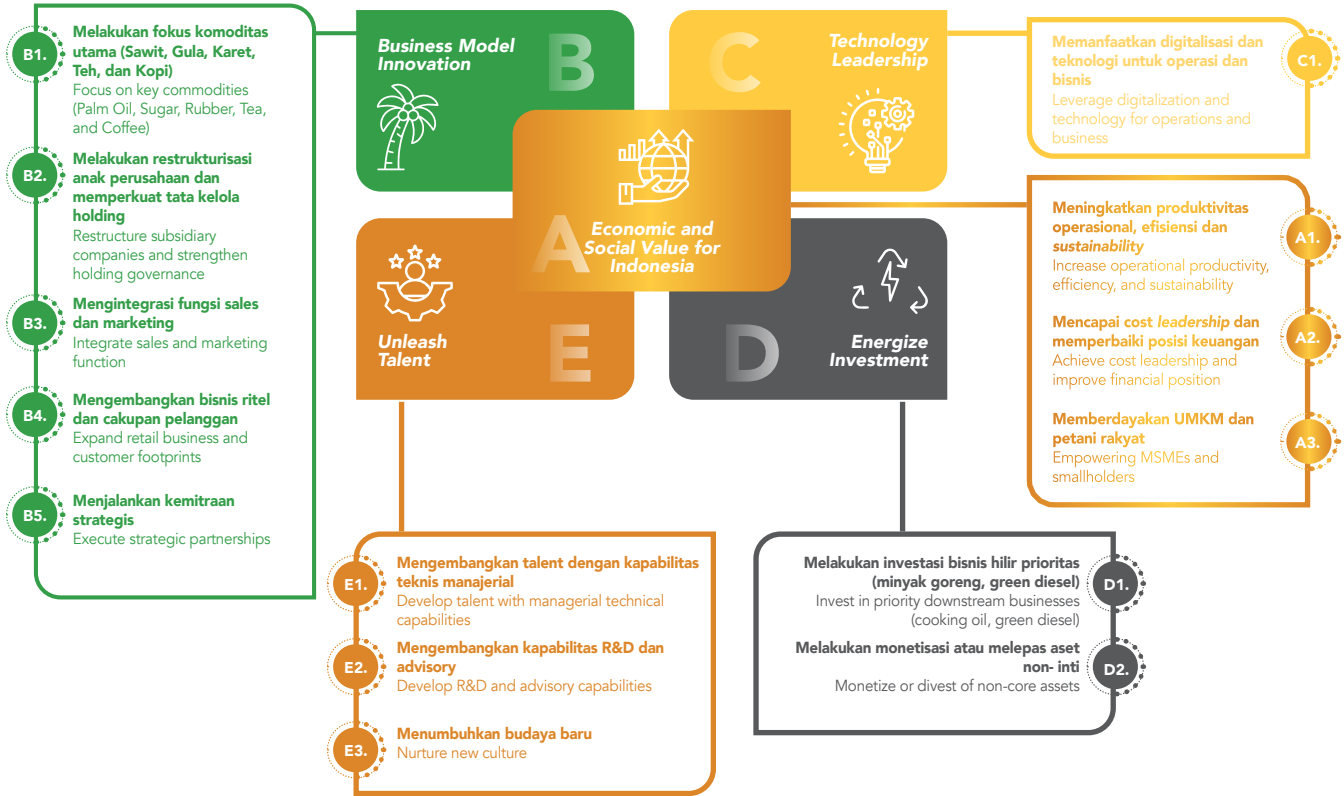 B1.
Melakukan fokus komoditas
utama (Sawit, Gula, Karet,
Teh, dan Kopi)
Focus on key commodities
(Palm Oil, Sugar, Rubber, Tea,
and Coffee)
B2.
Melakukan restrukturisasi
anak perusahaan dan
memperkuat tata kelola
holding
Restructure subsidiary
companies and strengthen
holding governance
B3.
Mengintegrasi fungsi sales
dan marketing
Integrate sales and marketing
function
B4.
Mengembangkan bisnis ritel
dan cakupan pelanggan
Expand retail business and
customer footprints
B5.
Menjalankan kemitraan
strategis
Execute strategic partnerships
Business Model
Innovation
B
C
Technology
Leadership
A
Economic and
Social Value for
Indonesia
Unleash
Talent
E
D
Energize
Investment
Memanfaatkan digitalisasi dan
teknologi untuk operasi dan
bisnis
Leverage digitalization and
technology for operations and
business
C1.
Meningkatkan produktivitas
operasional, efisiensi dan
sustainability
Increase operational productivity,
efficiency, and sustainability
A1.
Mencapai cost leadership dan
memperbaiki posisi keuangan
Achieve cost leadership and
improve financial position
A2.
Memberdayakan UMKM dan
petani rakyat
Empowering MSMEs and
smallholders
A3.
E1.
Mengembangkan talent dengan kapabilitas
teknis manajerial
Develop talent with managerial technical
capabilities
E2.
Mengembangkan kapabilitas R&D dan
advisory
Develop R&D and advisory capabilities
E3.
Menumbuhkan budaya baru
Nurture new culture
Melakukan investasi bisnis hilir prioritas
(minyak goreng, green diesel)
Invest in priority downstream businesses
(cooking oil, green diesel)
D1.
Melakukan monetisasi atau melepas aset
non- inti
Monetize or divest of non-core assets
D2.